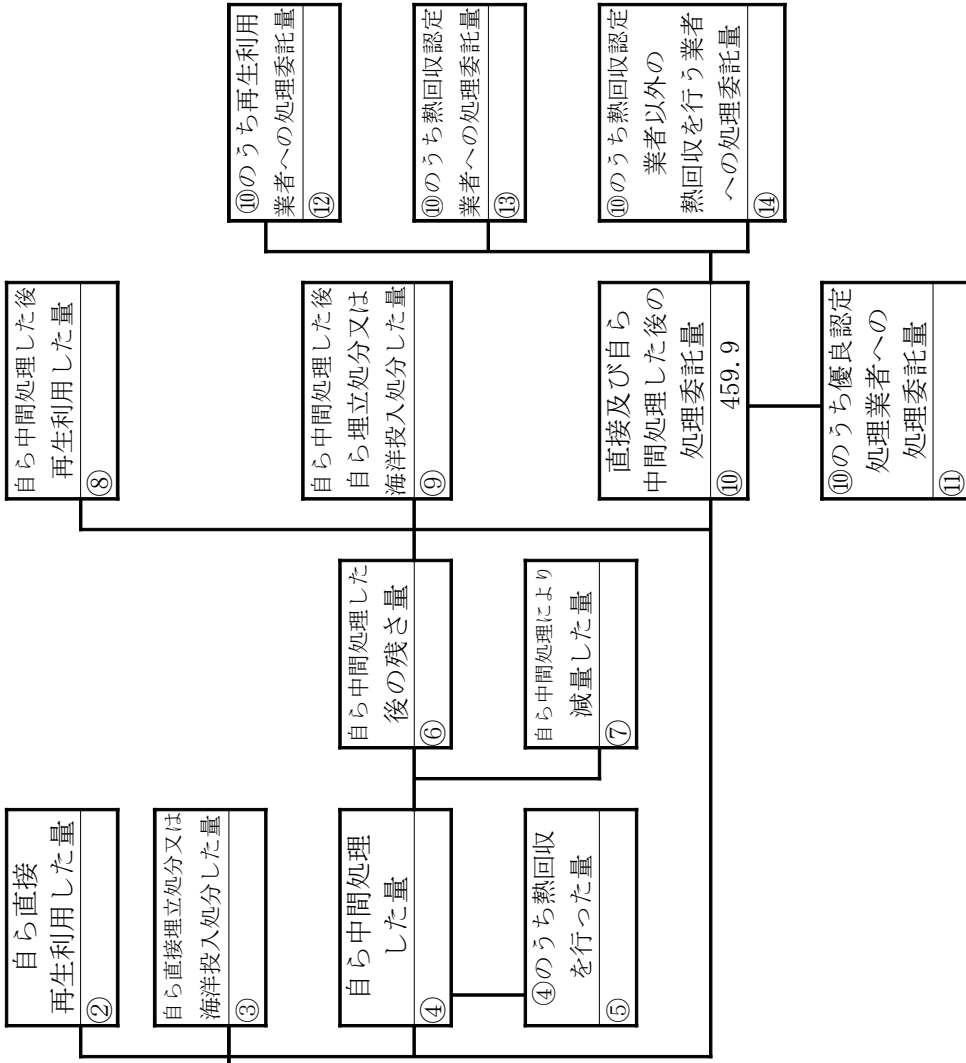 自ら直接
再生利用した量
②
自ら直接埋立処分又は
海洋投入処分した量
③
自ら中間処理
した量
④
④のうち熱回収
を行った量
⑤
自ら中間処理した
後の残さ量
⑥
自ら中間処理により
減量した量
⑦
自ら中間処理した後
再生利用した量
⑧
自ら中間処理した後
自ら埋立処分又は
海洋投入処分した量
⑨
直接及び自ら
中間処理した後の
処理委託量
⑩ 459.9
⑩のうち優良認定
処理業者への
処理委託量
⑪
⑩のうち再生利用
業者への処理委託量
⑫
⑩のうち熱回収認定
業者への処理委託量
⑬
⑩のうち熱回収認定
業者以外の
熱回収を行う業者
への処理委託量
⑭